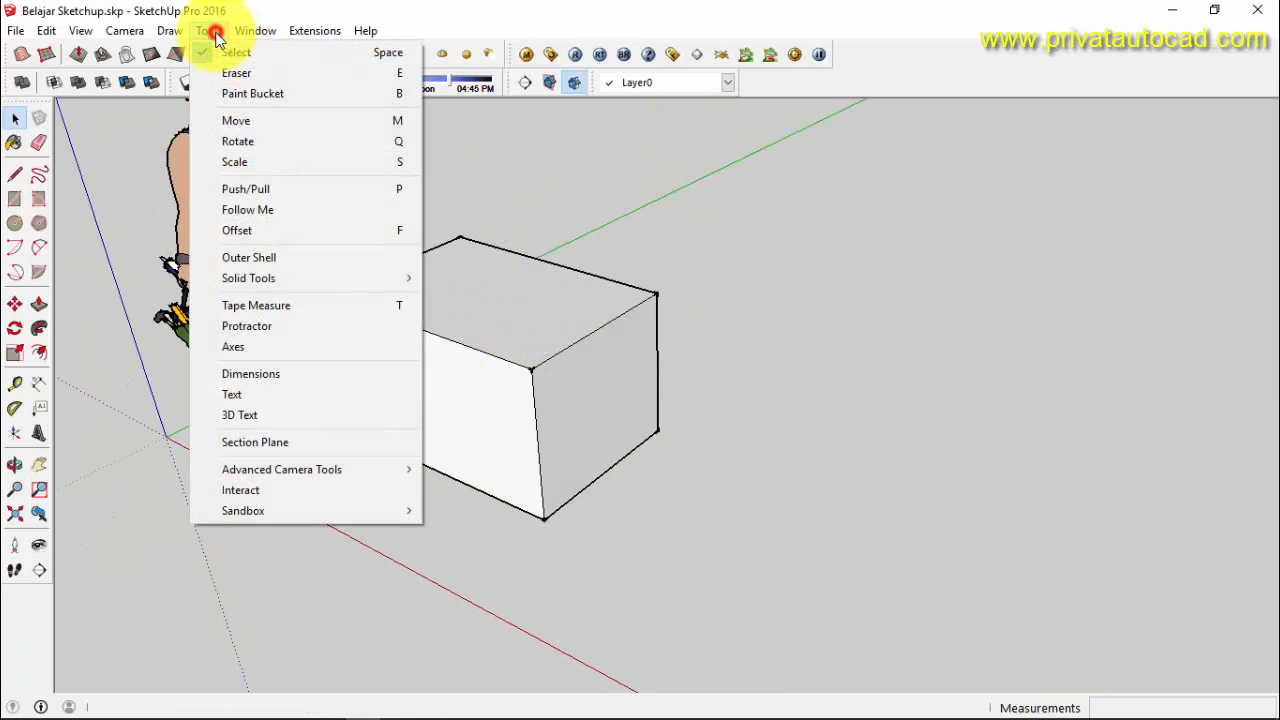 Belajar Sketchup.skp - SketchUp Pro 2016
File Edit View Camera Draw Window Extensions Help
www.privatautocad.com
Select Space
Eraser E
Paint Bucket B
Move M
Rotate Q
Scale S
Push/Pull P
Follow Me
Offset F
Outer Shell
Solid Tools
Tape Measure T
Protractor
Axes
Dimensions
Text
3D Text
Section Plane
Advanced Camera Tools
Interact
Sandbox
04:45 PM
Layer0
Measurements